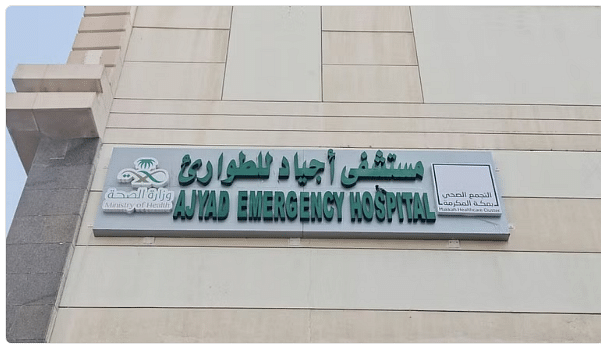 مستشفى أجياد للطوارئ
AJYAD EMERGENCY HOSPITAL
وزارة الصحة
Ministry of Health
التجمع الصحي
بمكة المكرمة
Makkah Healthcare Cluster